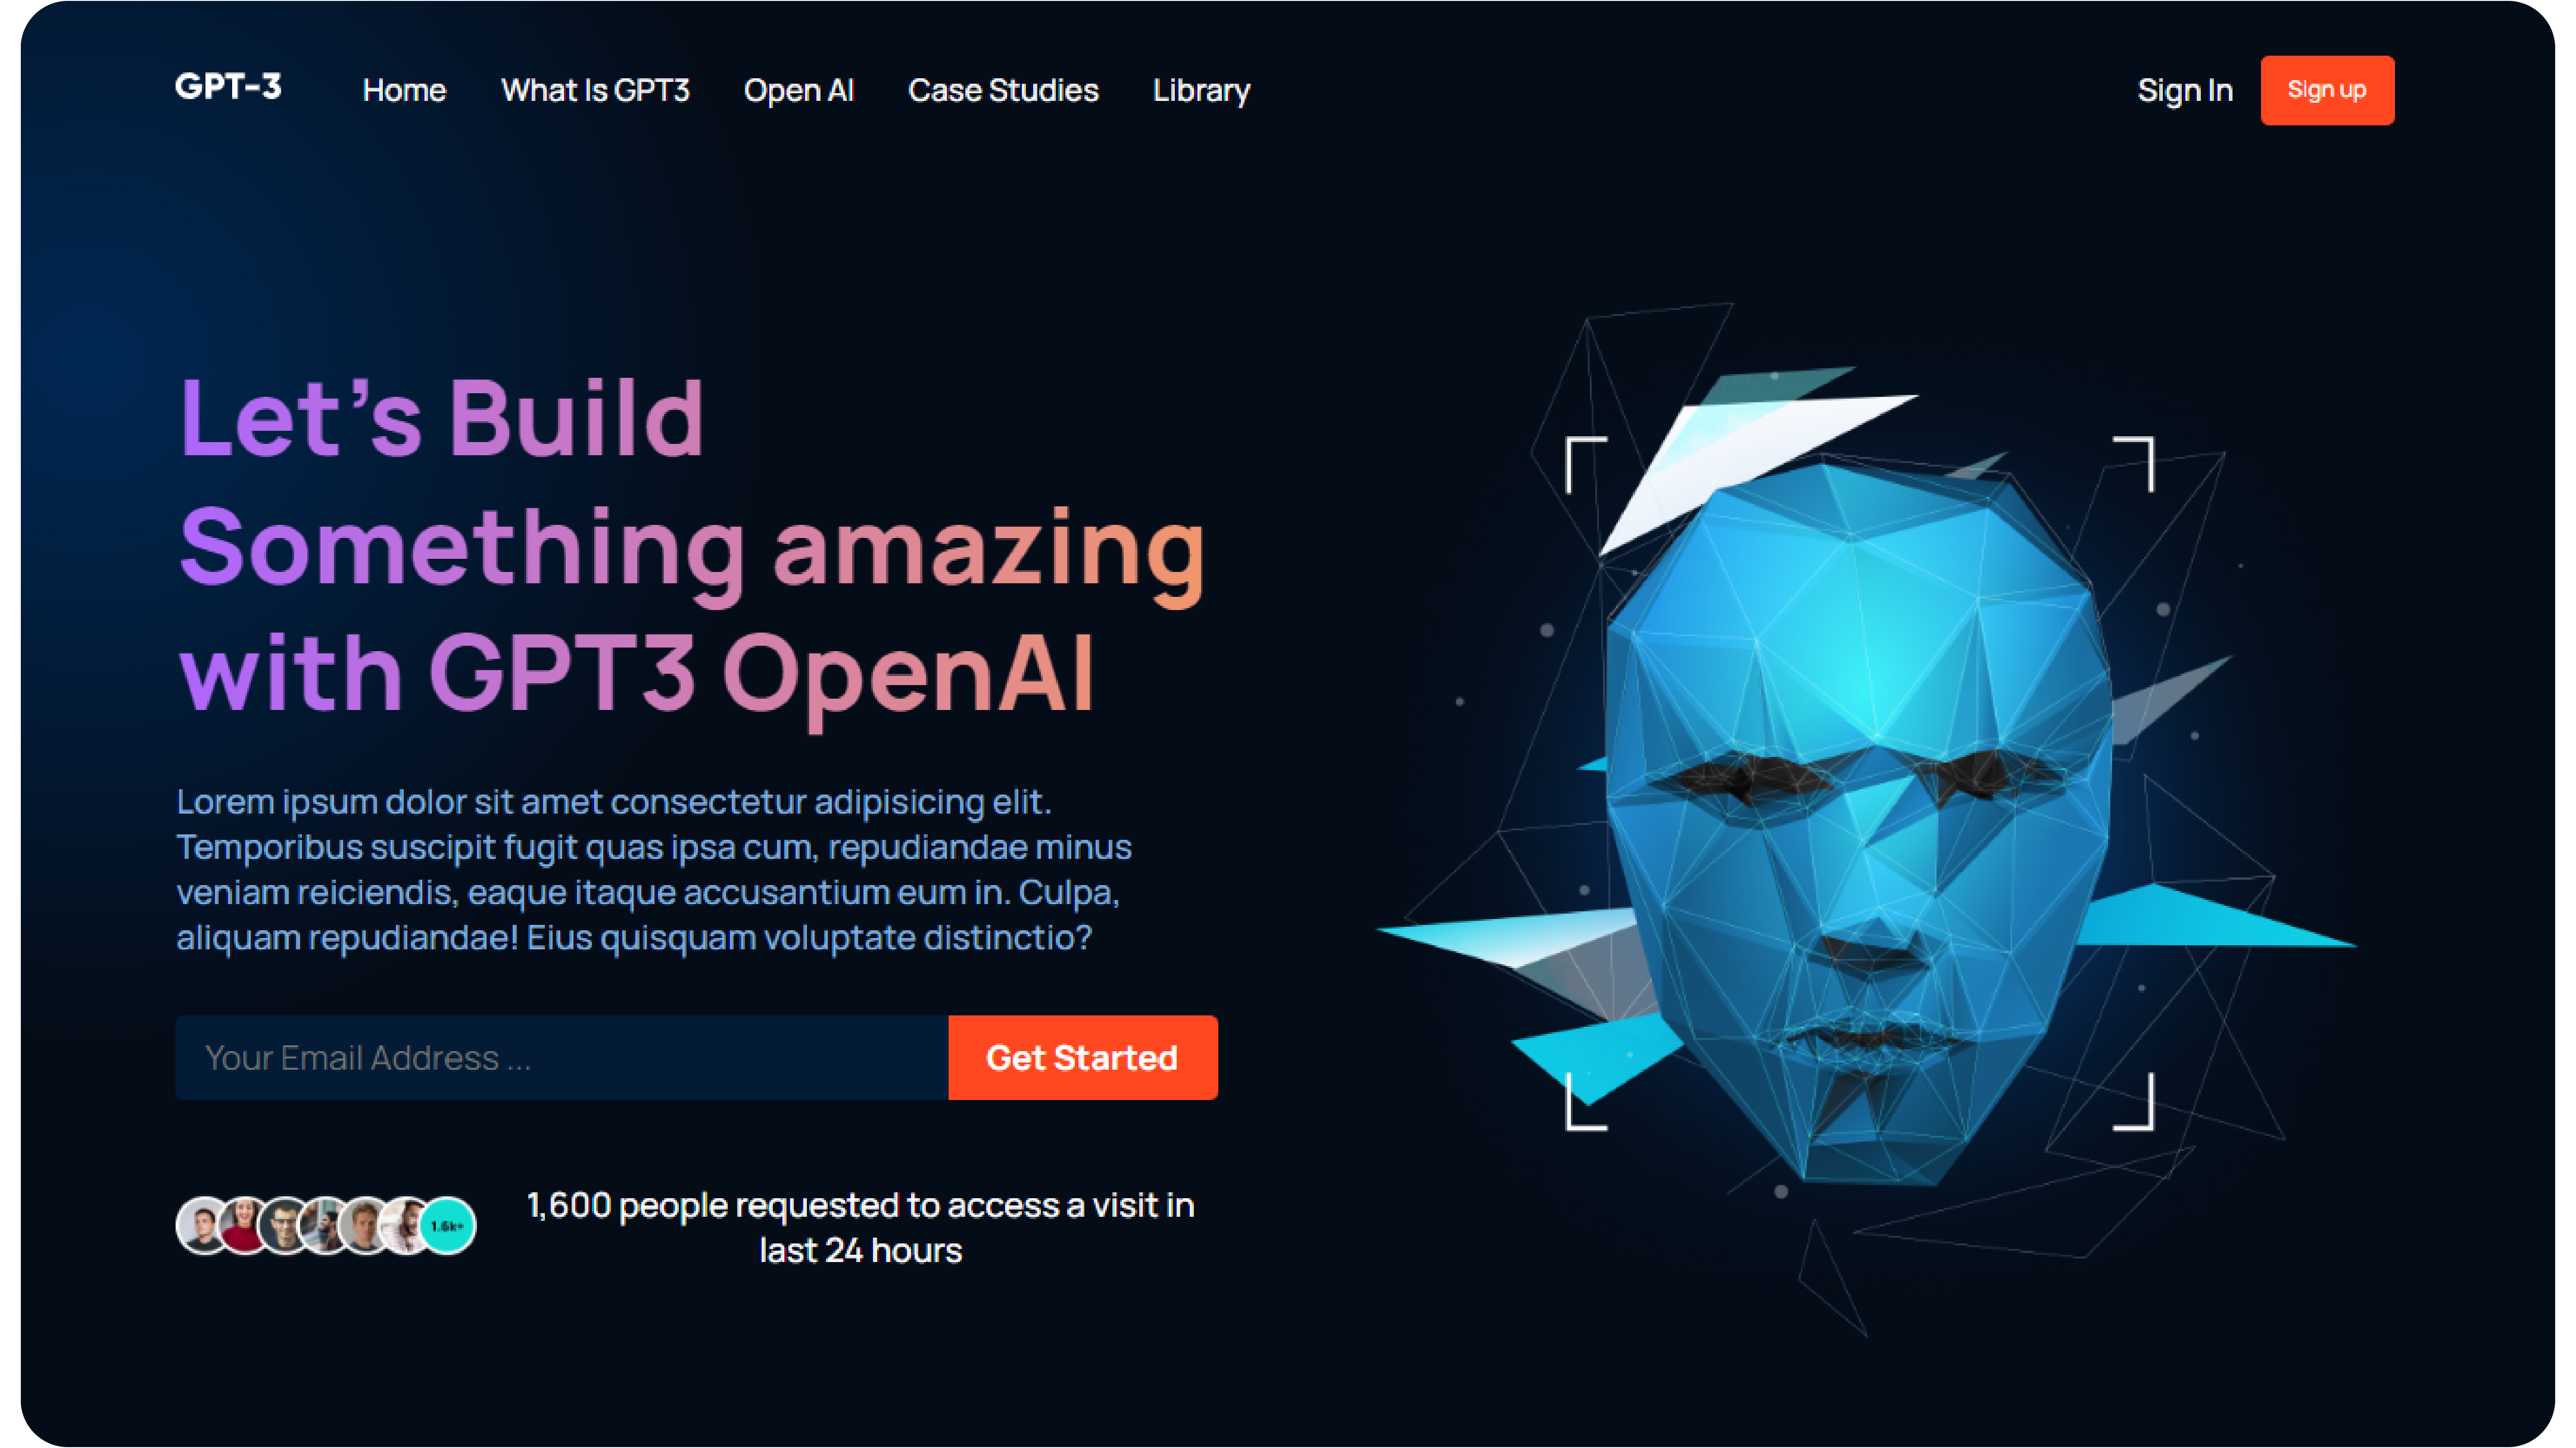 GPT-3 Home What Is GPT3 Open AI Case Studies Library Sign In Sign up
Let’s Build
Something amazing
with GPT3 OpenAI
Lorem ipsum dolor sit amet consectetur adipisicing elit.
Temporibus suscipit fugit quas ipsa cum, repudiandae minus
veniam reiciendis, eaque itaque accusantium eum in. Culpa,
aliquam repudiandae! Eius quisquam voluptate distinctio?
Your Email Address ...
Get Started
1.6k+
1,600 people requested to access a visit in
last 24 hours